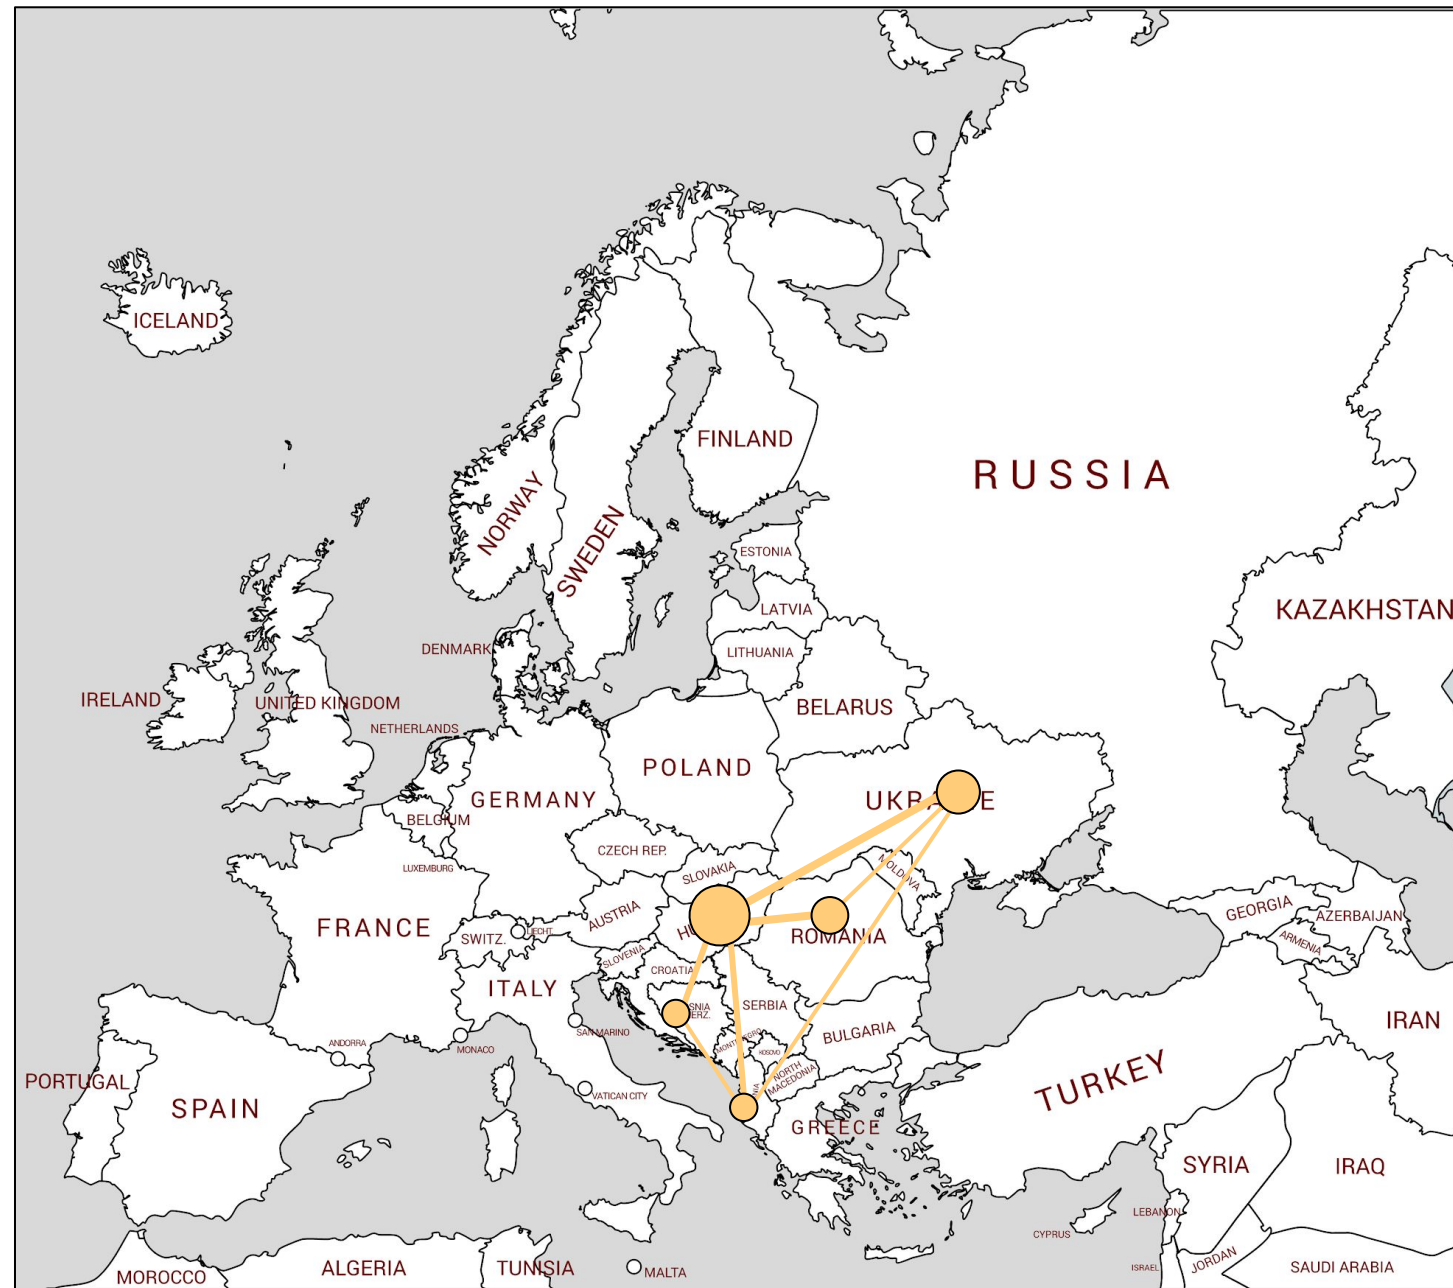 ICELAND
FINLAND
RUSSIA
NORWAY
SWEDEN
ESTONIA
LATVIA
KAZAKHSTAN
DENMARK
LITHUANIA
IRELAND
UNITED KINGDOM
BELARUS
NETHERLANDS
POLAND
GERMANY
BELGIUM
CZECH REP.
LUXEMBURG
SLOVAKIA
MOLDOVA
FRANCE
AUSTRIA
SWITZ.
LIECHT.
ROMANIA
GEORGIA
AZERBAIJAN
ARMENIA
SLOVENIA
CROATIA
ITALY
SERBIA
SAN MARINO
BULGARIA
IRAN
ANDORRA
MONACO
KOSOVO
NORTH
MACEDONIA
PORTUGAL
SPAIN
VATICAN CITY
TURKEY
GREECE
SYRIA
IRAQ
LEBANON
CYPRUS
ISRAEL
JORDAN
SAUDI ARABIA
MOROCCO
ALGERIA
TUNISIA
MALTA